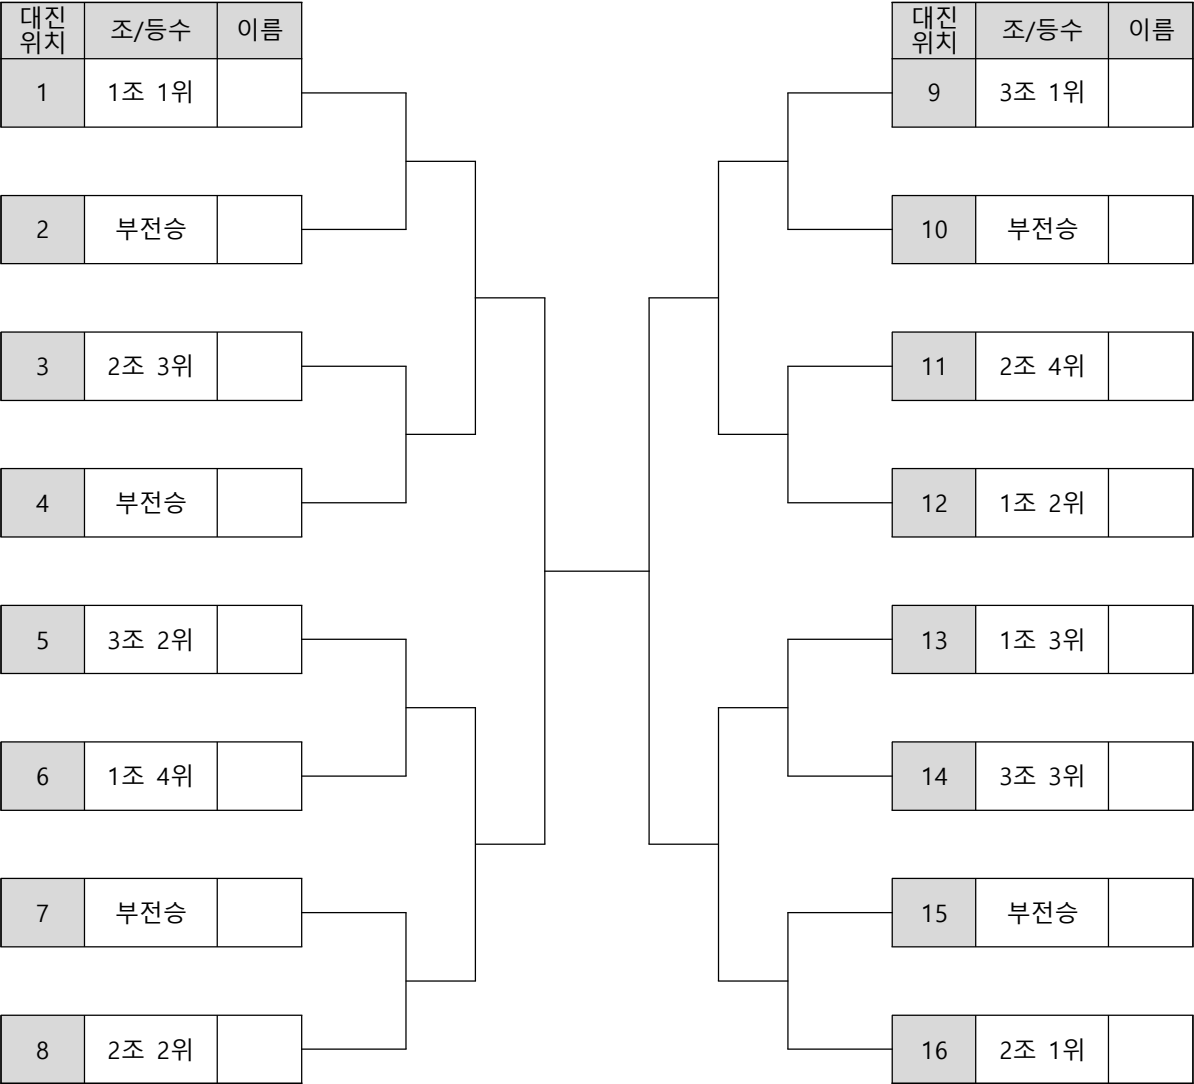 대진
위치 조/등수 이름
1 1조 1위
2 부전승
3 2조 3위
4 부전승
5 3조 2위
6 1조 4위
7 부전승
8 2조 2위
대진
위치 조/등수 이름
9 3조 1위
10 부전승
11 2조 4위
12 1조 2위
13 1조 3위
14 3조 3위
15 부전승
16 2조 1위